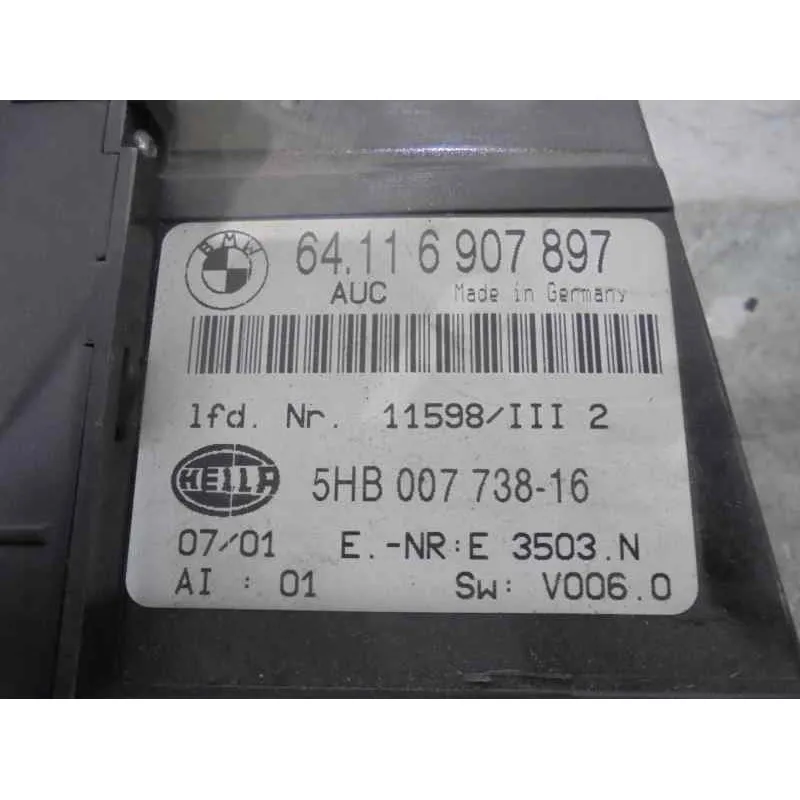 BMW
64.11 6 907 897
AUC Made in Germany
lfd. Nr. 11598/III 2
HELLA 5HB 007 738-16
07/01 E.-NR:E 3503.N
AI : 01 Sw: V006.0